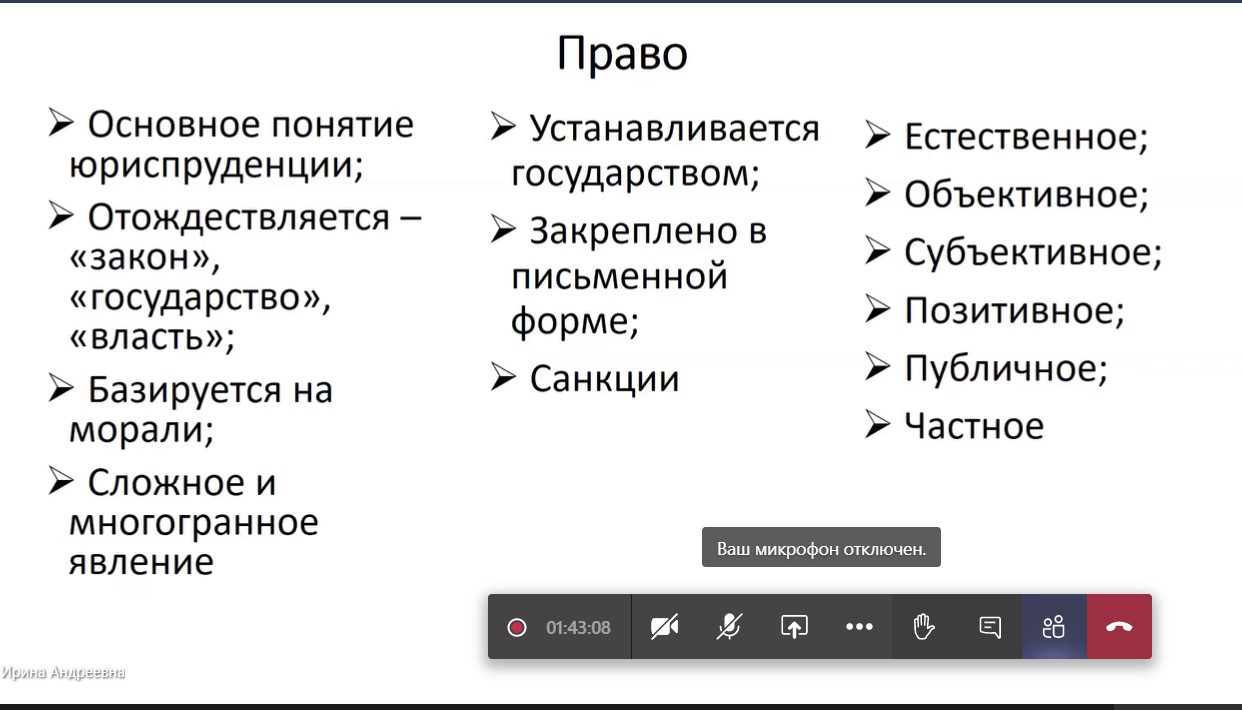 Право
Основное понятие
юриспруденции;
Отождествляется –
«закон»,
«государство»,
«власть»;
Базируется на
морали;
Сложное и
многогранное
явление
Устанавливается
государством;
Закреплено в
письменной
форме;
Санкции
Естественное;
Объективное;
Субъективное;
Позитивное;
Публичное;
Частное
Ваш микрофон отключен.
01:43:08
Ирина Андреевна